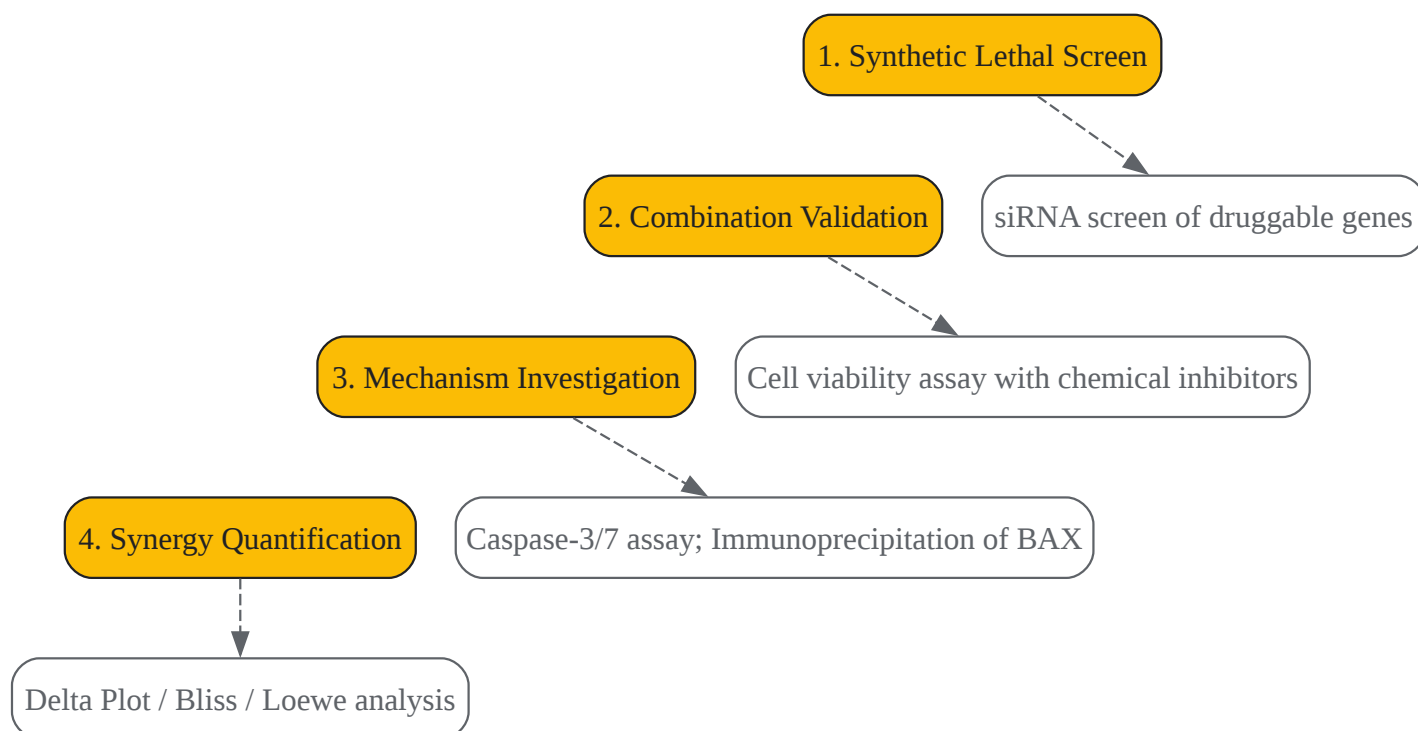 1. Synthetic Lethal Screen
siRNA screen of druggable genes
2. Combination Validation
Cell viability assay with chemical inhibitors
3. Mechanism Investigation
Caspase-3/7 assay; Immunoprecipitation of BAX
4. Synergy Quantification
Delta Plot / Bliss / Loewe analysis